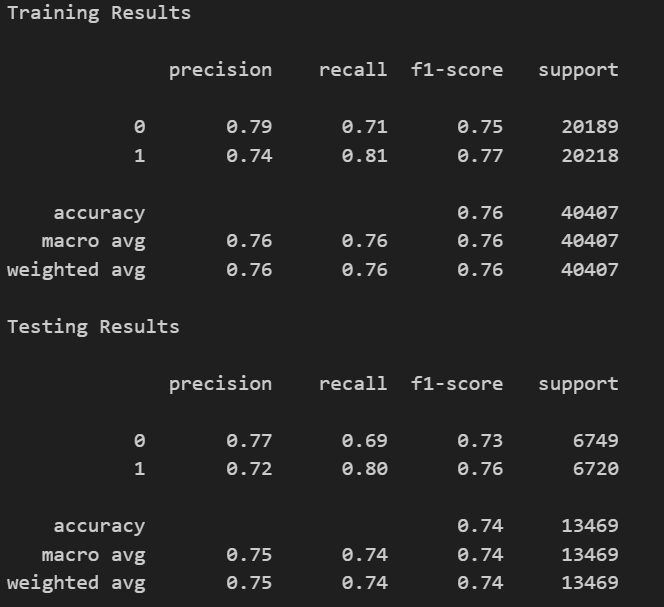 Training Results
precision recall f1-score support
0 0.79 0.71 0.75 20189
1 0.74 0.81 0.77 20218
accuracy 0.76 40407
macro avg 0.76 0.76 0.76 40407
weighted avg 0.76 0.76 0.76 40407
Testing Results
precision recall f1-score support
0 0.77 0.69 0.73 6749
1 0.72 0.80 0.76 6720
accuracy 0.74 13469
macro avg 0.75 0.74 0.74 13469
weighted avg 0.75 0.74 0.74 13469